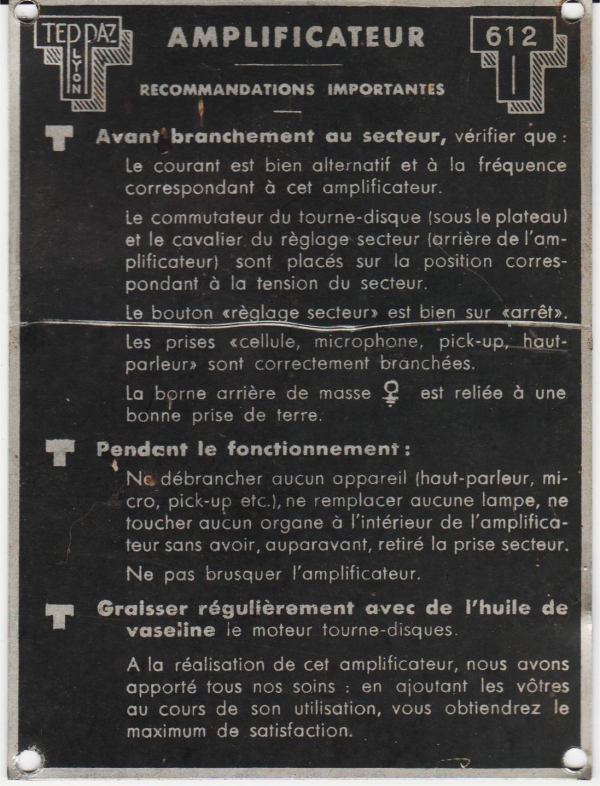 TEPPAZ AMPLIFICATEUR 612
LYON
RECOMMANDATIONS IMPORTANTES
Avant branchement au secteur, vérifier que :
Le courant est bien alternatif et à la fréquence
correspondant à cet amplificateur.
Le commutateur du tourne-disque (sous le plateau)
et le cavalier du règlage secteur (arrière de l'am-
plificateur) sont placés sur la position corres-
pondant à la tension du secteur.
Le bouton «règlage secteur» est bien sur «arrêt».
Les prises «cellule, microphone, pick-up, haut-
parleur» sont correctement branchées.
La borne arrière de masse est reliée à une
bonne prise de terre.
Pendant le fonctionnement :
Ne débrancher aucun appareil (haut-parleur, mi-
cro, pick-up etc.), ne remplacer aucune lampe, ne
toucher aucun organe à l'intérieur de l'amplifica-
teur sans avoir, auparavant, retiré la prise secteur.
Ne pas brusquer l'amplificateur.
Graisser régulièrement avec de l'huile de
vaseline le moteur tourne-disques.
A la réalisation de cet amplificateur, nous avons
apporté tous nos soins : en ajoutant les vôtres
au cours de son utilisation, vous obtiendrez le
maximum de satisfaction.